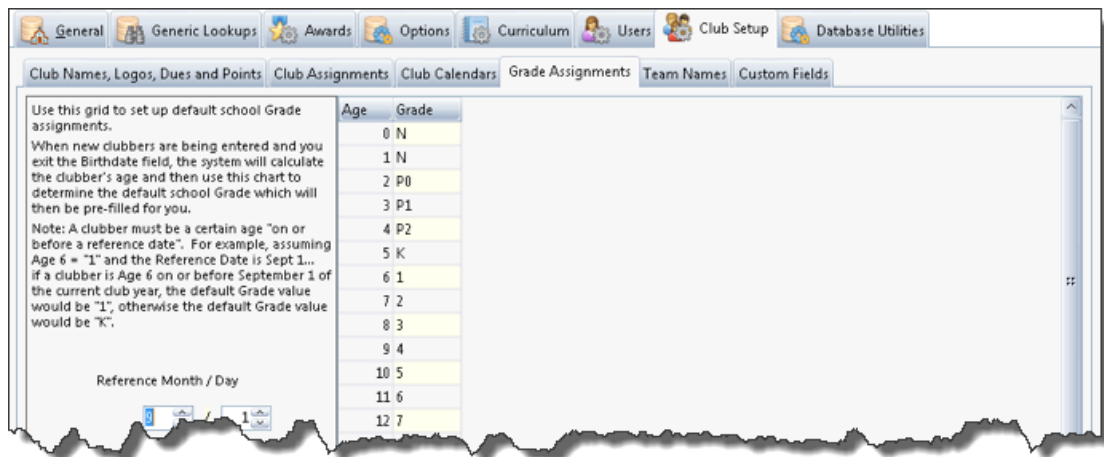 General Generic Lookups Awards Options Curriculum Users Club Setup Database Utilities
Club Names, Logos, Dues and Points Club Assignments Club Calendars Grade Assignments Team Names Custom Fields
Use this grid to set up default school Grade
assignments.
When new clubbers are being entered and you
exit the Birthdate field, the system will calculate
the clubber's age and then use this chart to
determine the default school Grade which will
then be pre-filled for you.
Note: A clubber must be a certain age "on or
before a reference date". For example, assuming
Age 6 = "1" and the Reference Date is Sept 1...
if a clubber is Age 6 on or before September 1 of
the current club year, the default Grade value
would be "1", otherwise the default Grade value
would be "K".
Reference Month / Day
9 / 1
Age Grade
0 N
1 N
2 P0
3 P1
4 P2
5 K
6 1
7 2
8 3
9 4
10 5
11 6
12 7